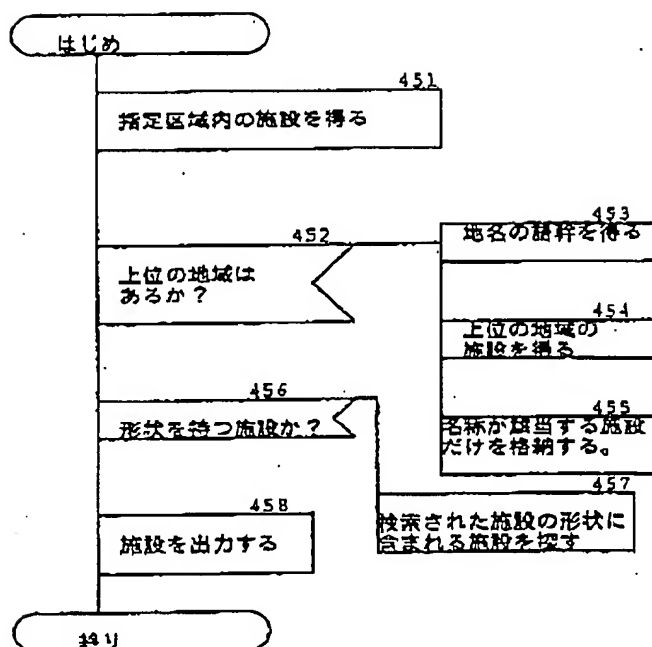 はじめ
451
指定区域内の施設を得る
452
上位の地域は
あるか？
453
地名の語幹を得る
454
上位の地域の
施設を得る
455
名称が該当する施設
だけを格納する。
456
形状を持つ施設か？
457
検索された施設の形状に
含まれる施設を探す
458
施設を出力する
終り